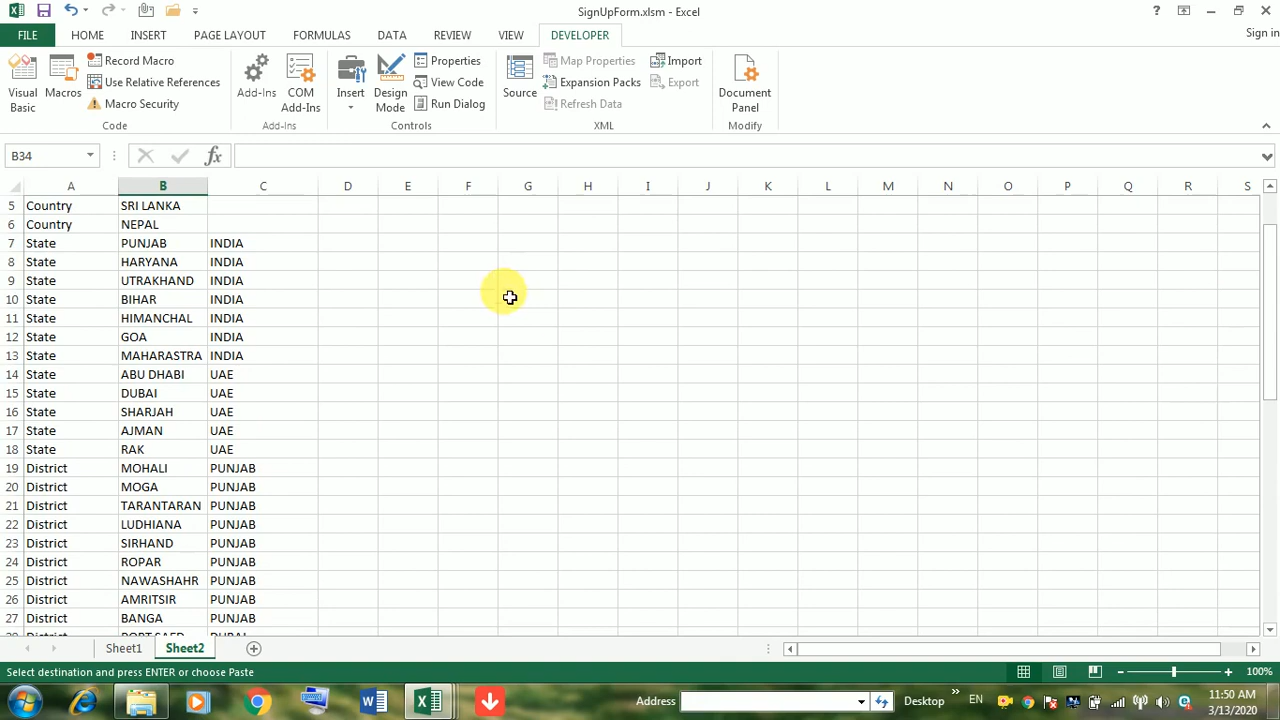 SignUpForm.xlsm - Excel
?
FILE HOME INSERT PAGE LAYOUT FORMULAS DATA REVIEW VIEW DEVELOPER Sign in
Visual Basic
Macros
Record Macro
Use Relative References
Macro Security
Code
Add-Ins
COM Add-Ins
Add-Ins
Insert
Design Mode
Properties
View Code
Run Dialog
Controls
Source
Map Properties
Expansion Packs
Refresh Data
Import
Export
XML
Document Panel
Modify
B34
fx
A B C D E F G H I J K L M N O P Q R S
5 Country SRI LANKA
6 Country NEPAL
7 State PUNJAB INDIA
8 State HARYANA INDIA
9 State UTRAKHAND INDIA
10 State BIHAR INDIA
11 State HIMANCHAL INDIA
12 State GOA INDIA
13 State MAHARASTRA INDIA
14 State ABU DHABI UAE
15 State DUBAI UAE
16 State SHARJAH UAE
17 State AJMAN UAE
18 State RAK UAE
19 District MOHALI PUNJAB
20 District MOGA PUNJAB
21 District TARANTARAN PUNJAB
22 District LUDHIANA PUNJAB
23 District SIRHAND PUNJAB
24 District ROPAR PUNJAB
25 District NAWASHAHR PUNJAB
26 District AMRITSIR PUNJAB
27 District BANGA PUNJAB
28 District PORT SAED DUBAI
Sheet1 Sheet2
Select destination and press ENTER or choose Paste
100%
Address
Desktop
EN
11:50 AM
3/13/2020